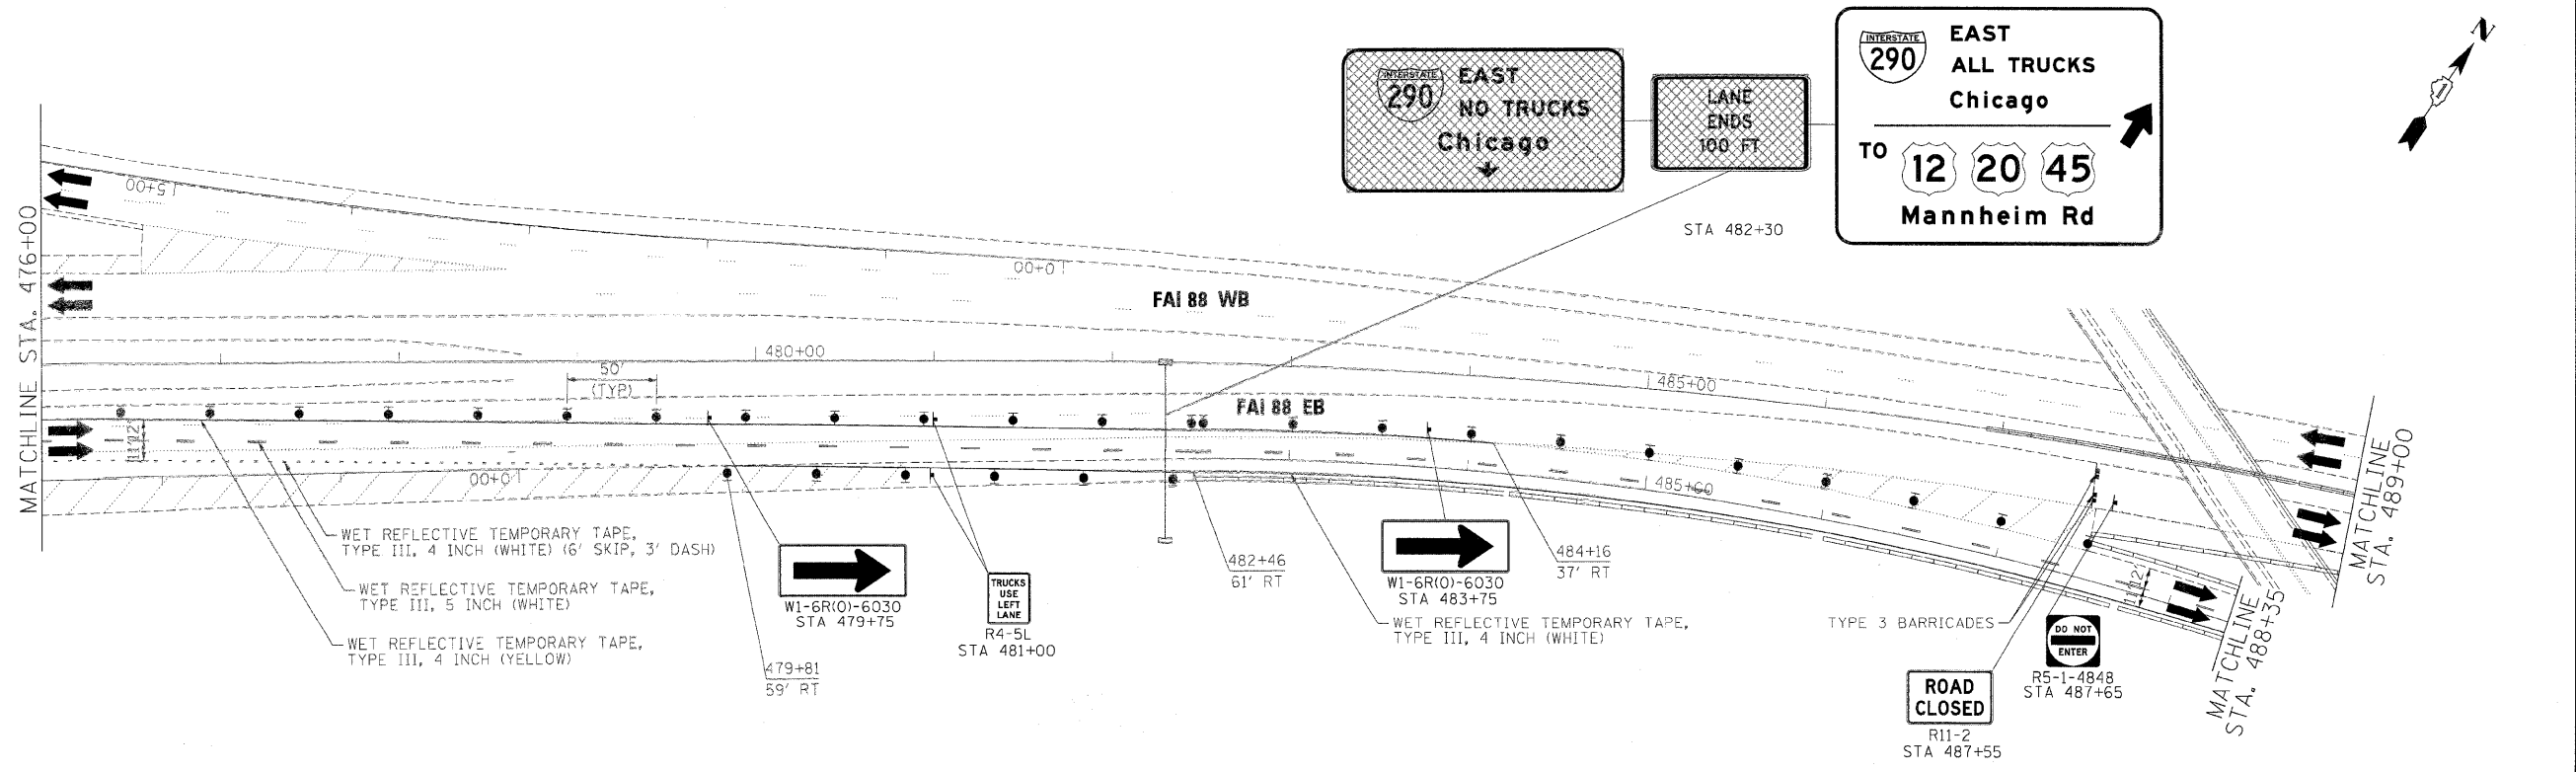 INTERSTATE
290
EAST
NO TRUCKS
Chicago
LANE
ENDS
100 FT
INTERSTATE
290
EAST
ALL TRUCKS
Chicago
TO 12 20 45
Mannheim Rd
N
STA 482+30
MATCHLINE STA. 476+00
5+00
0+00
FAI 88 WB
480+00
50'
(TYP)
485+00
FAI 88 EB
0+00
485+00
WET REFLECTIVE TEMPORARY TAPE,
TYPE III, 4 INCH (WHITE) (6' SKIP, 3' DASH)
WET REFLECTIVE TEMPORARY TAPE,
TYPE III, 5 INCH (WHITE)
WET REFLECTIVE TEMPORARY TAPE,
TYPE III, 4 INCH (YELLOW)
W1-6R(O)-6030
STA 479+75
479+81
59' RT
TRUCKS
USE
LEFT
LANE
R4-5L
STA 481+00
482+46
61' RT
W1-6R(O)-6030
STA 483+75
484+16
37' RT
WET REFLECTIVE TEMPORARY TAPE,
TYPE III, 4 INCH (WHITE)
TYPE 3 BARRICADES
ROAD
CLOSED
R11-2
STA 487+55
DO NOT
ENTER
R5-1-4848
STA 487+65
MATCHLINE
STA. 488+35
MATCHLINE
STA. 489+00